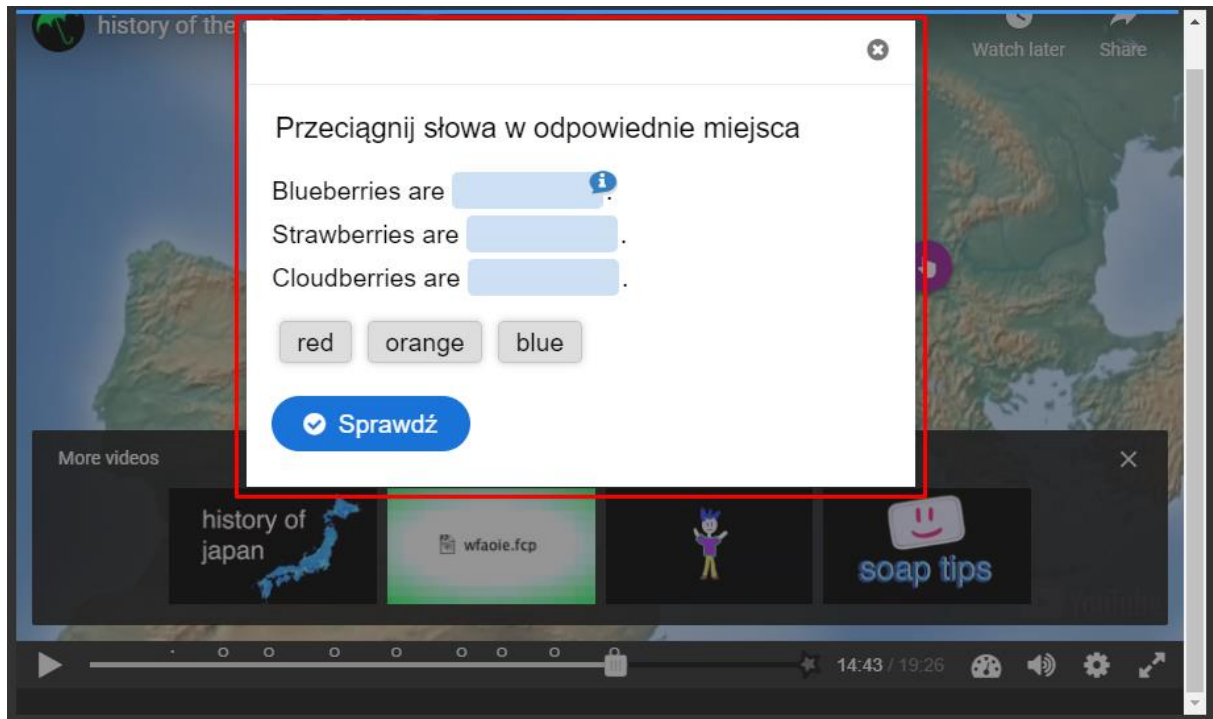 history of the
Watch later
Share
Przeciągnij słowa w odpowiednie miejsca
Blueberries are .
Strawberries are .
Cloudberries are .
red orange blue
Sprawdź
More videos
history of
japan
wfaoie.fcp
soap tips
YouTube
14:43 / 19:26